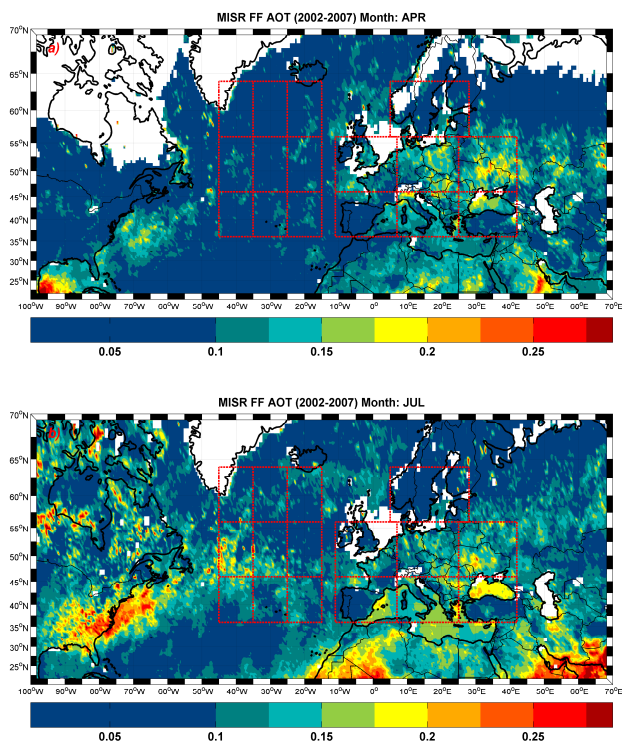 MISR FF AOT (2002-2007) Month: APR
a)
70°N
65°N
60°N
55°N
50°N
45°N
40°N
35°N
30°N
25°N
100°W 90°W 80°W 70°W 60°W 50°W 40°W 30°W 20°W 10°W 0° 10°E 20°E 30°E 40°E 50°E 60°E 70°E
0.05 0.1 0.15 0.2 0.25
MISR FF AOT (2002-2007) Month: JUL
b)
70°N
65°N
60°N
55°N
50°N
45°N
40°N
35°N
30°N
25°N
100°W 90°W 80°W 70°W 60°W 50°W 40°W 30°W 20°W 10°W 0° 10°E 20°E 30°E 40°E 50°E 60°E 70°E
0.05 0.1 0.15 0.2 0.25